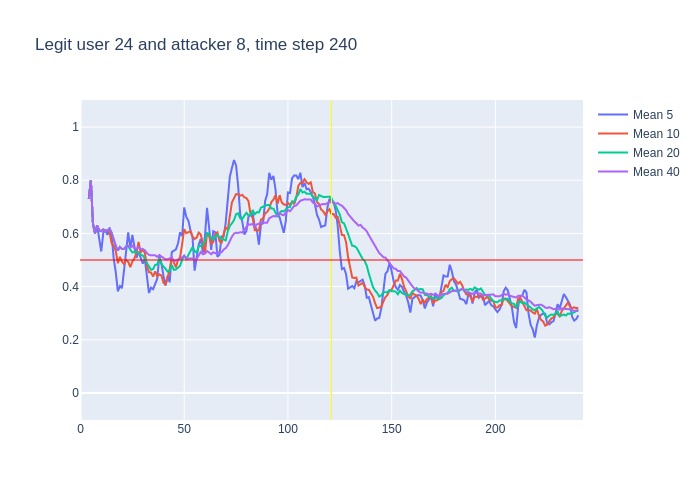 Legit user 24 and attacker 8, time step 240
Mean 5
Mean 10
Mean 20
Mean 40
1
0.8
0.6
0.4
0.2
0
0 50 100 150 200